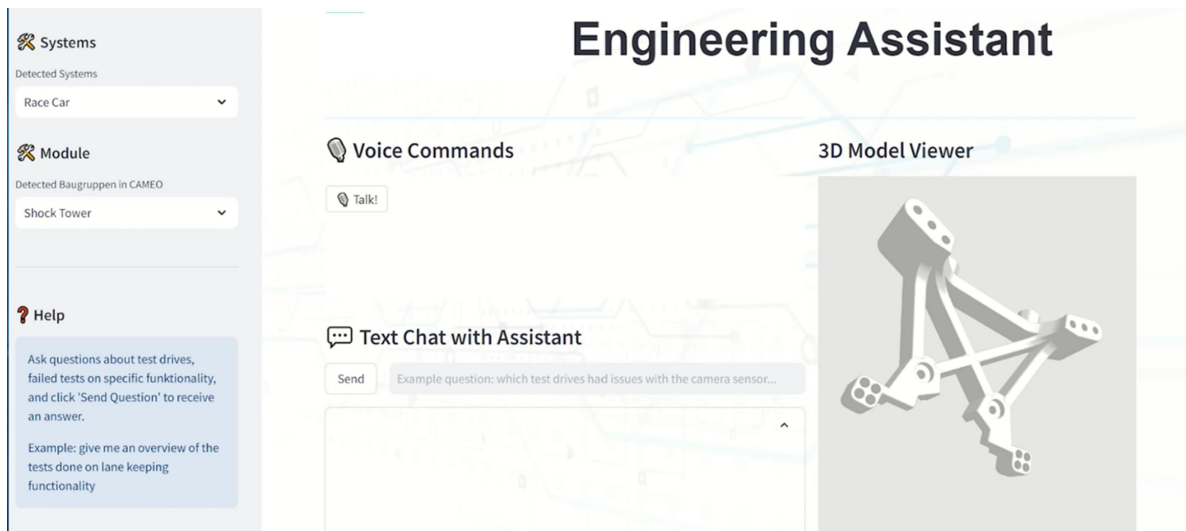 Engineering Assistant
Systems
Detected Systems
Race Car
Module
Detected Baugruppen in CAMEO
Shock Tower
Help
Ask questions about test drives,
failed tests on specific funktionality,
and click 'Send Question' to receive
an answer.
Example: give me an overview of the
tests done on lane keeping
functionality
Voice Commands
Talk!
Text Chat with Assistant
Send
Example question: which test drives had issues with the camera sensor...
3D Model Viewer